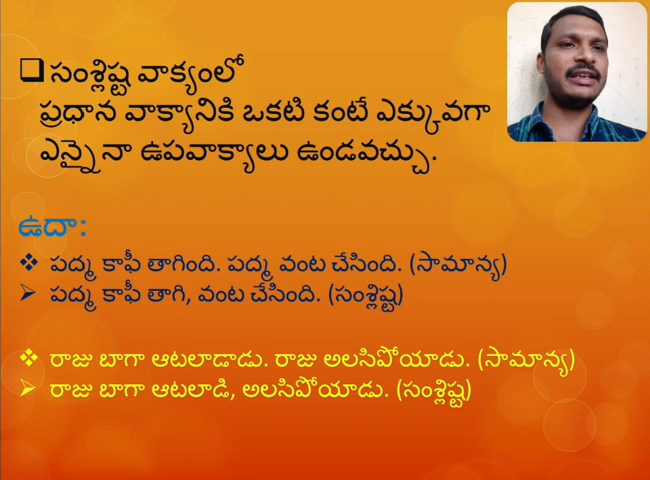 సంశ్లిష్ట వాక్యంలో
ప్రధాన వాక్యానికి ఒకటి కంటే ఎక్కువగా
ఎన్నైనా ఉపవాక్యాలు ఉండవచ్చు.
ఉదా:
పద్మ కాఫీ తాగింది. పద్మ వంట చేసింది. (సామాన్య)
పద్మ కాఫీ తాగి, వంట చేసింది. (సంశ్లిష్ట)
రాజు బాగా ఆటలాడాడు. రాజు అలసిపోయాడు. (సామాన్య)
రాజు బాగా ఆటలాడి, అలసిపోయాడు. (సంశ్లిష్ట)